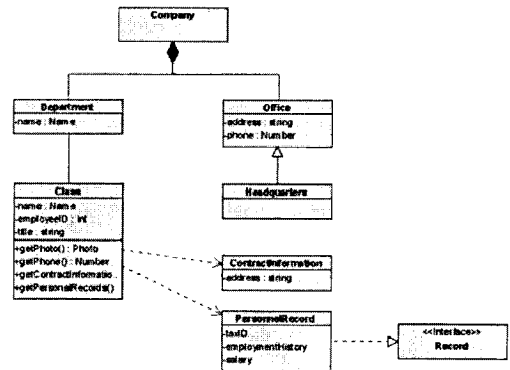 Company
Department
-name : Name
Office
-address : string
-phone : Number
Class
-name : Name
-employeeID : int
-title : string
+getPhoto() : Photo
+getPhone() : Number
+getContractInformatio
+getPersonalRecords()
Headquarters
ContractInformation
-address : string
PersonnelRecord
-taxID
-employmentHistory
-salary
<<Interface>>
Record